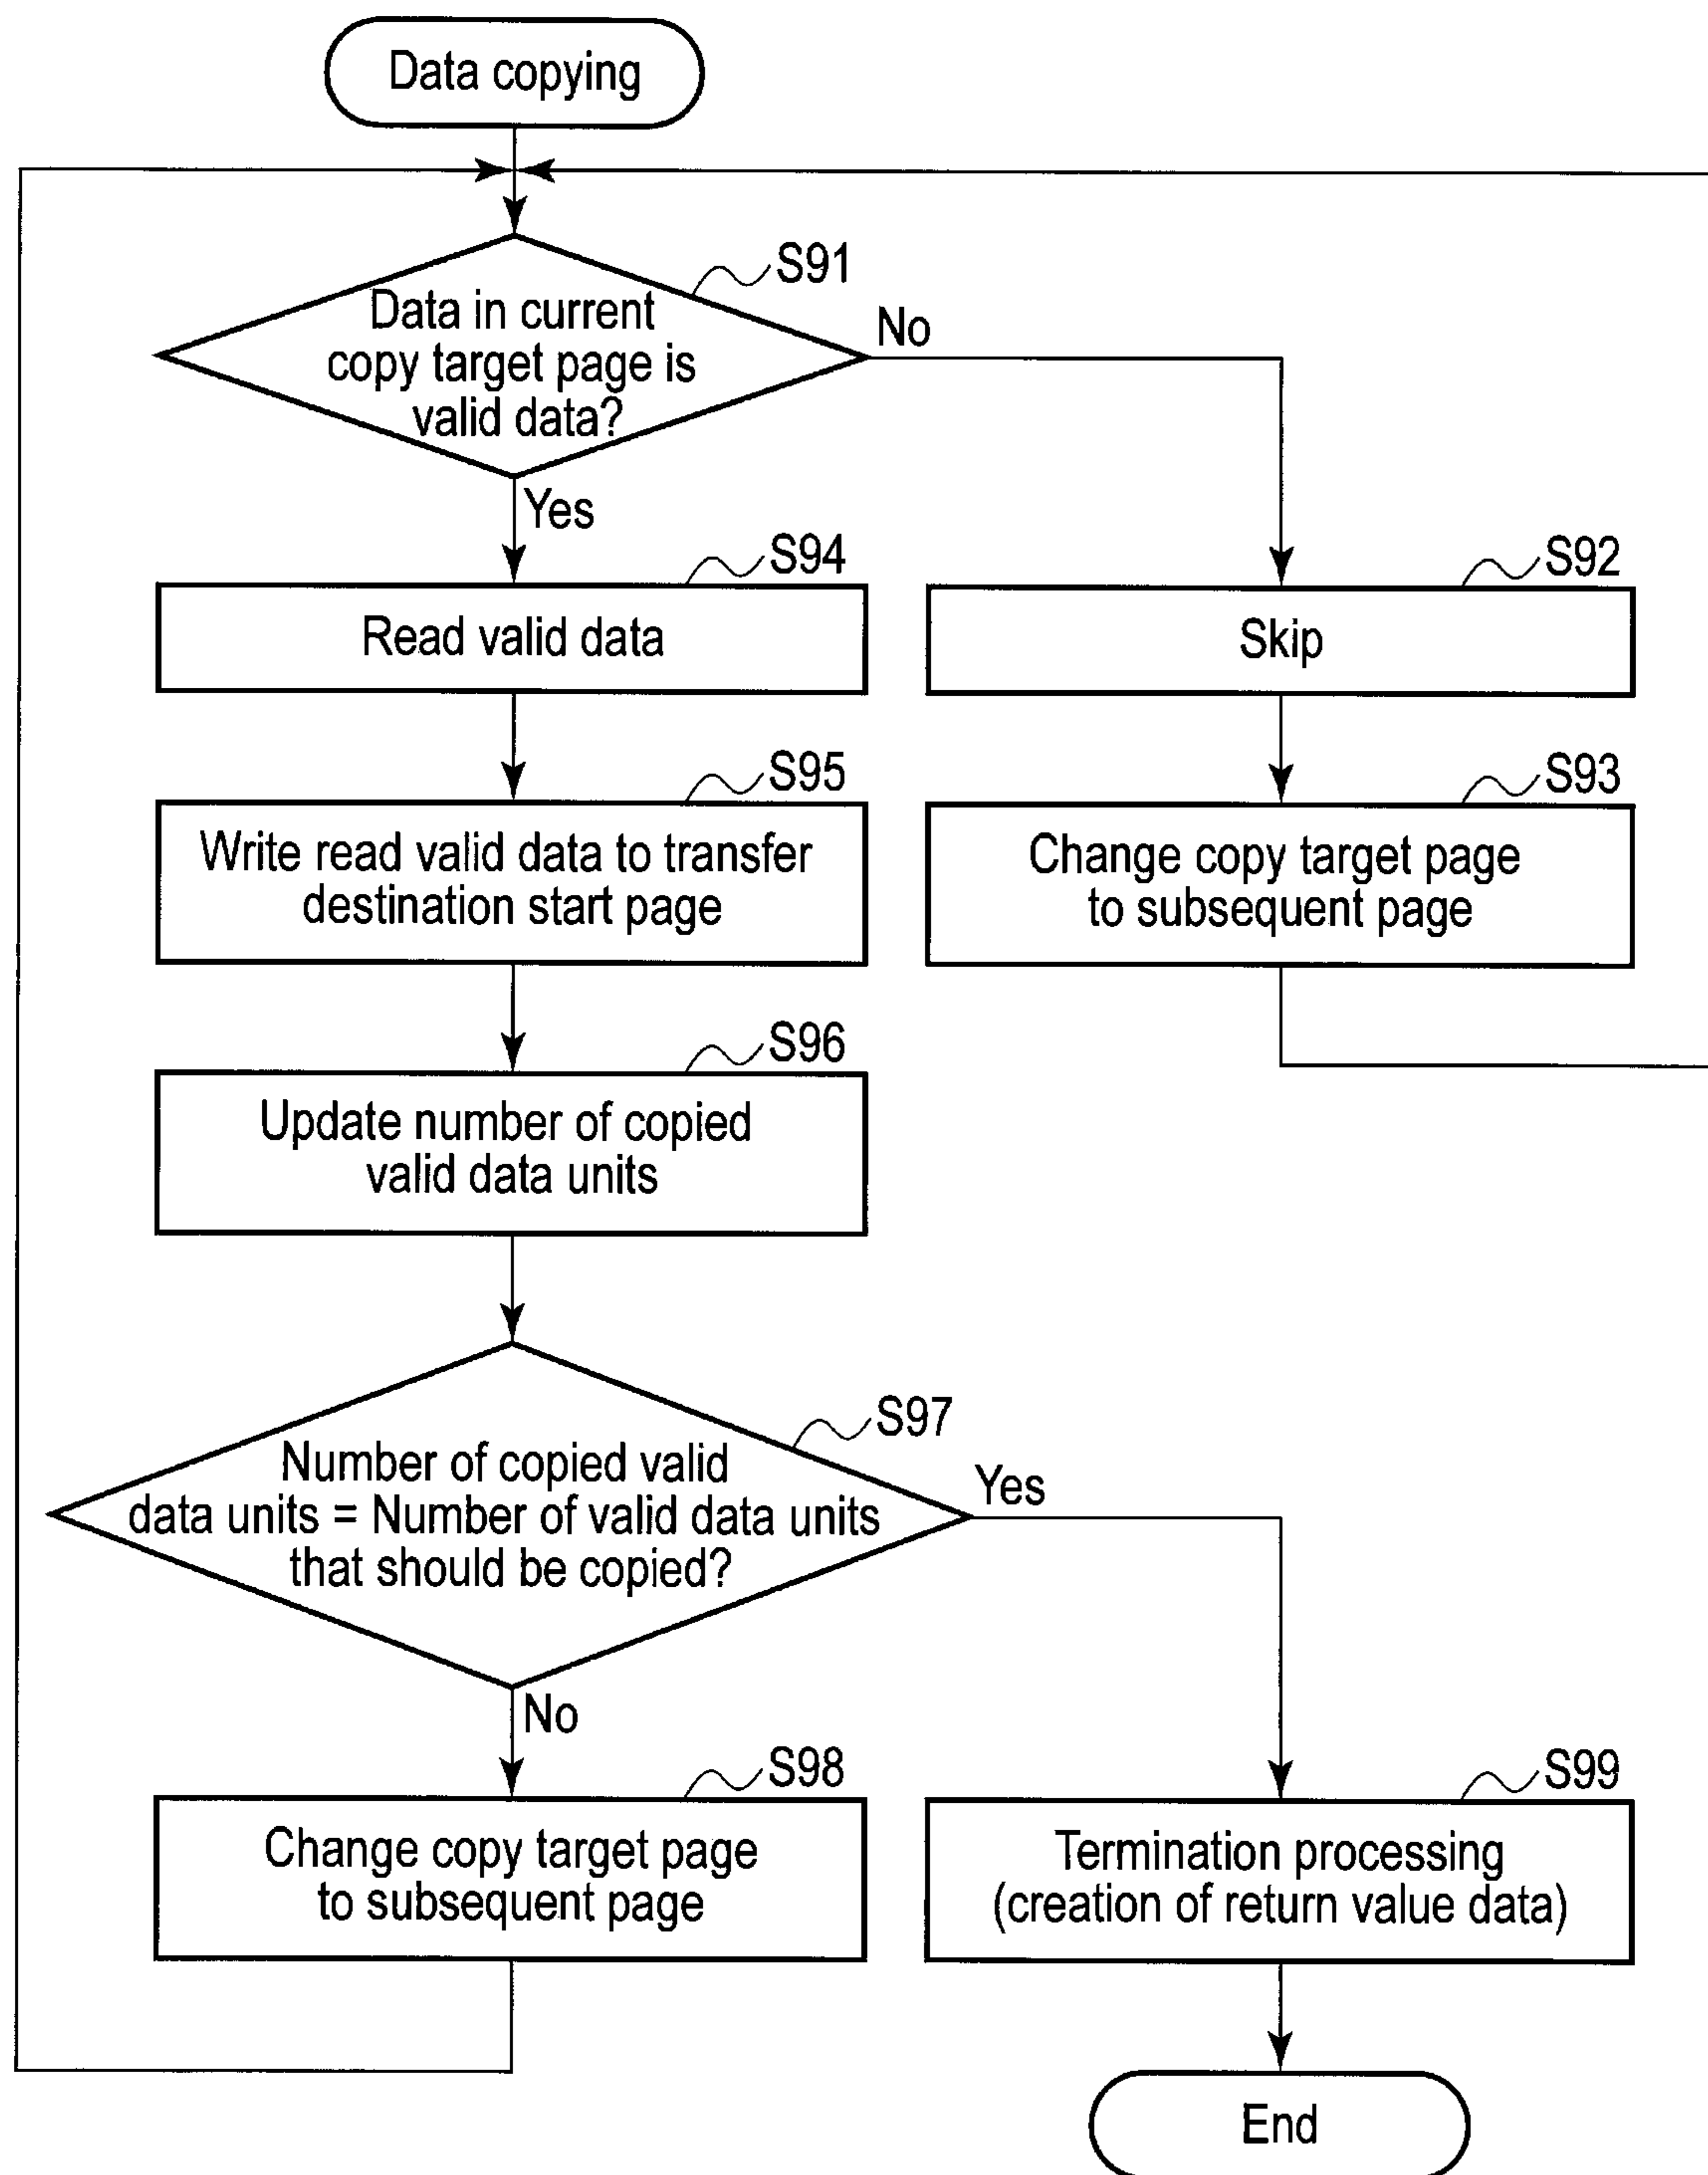 Data copying
S91
Data in current
copy target page is
valid data?
No
Yes
S94
Read valid data
S92
Skip
S95
Write read valid data to transfer
destination start page
S93
Change copy target page
to subsequent page
S96
Update number of copied
valid data units
S97
Number of copied valid
data units = Number of valid data units
that should be copied?
Yes
No
S98
Change copy target page
to subsequent page
S99
Termination processing
(creation of return value data)
End